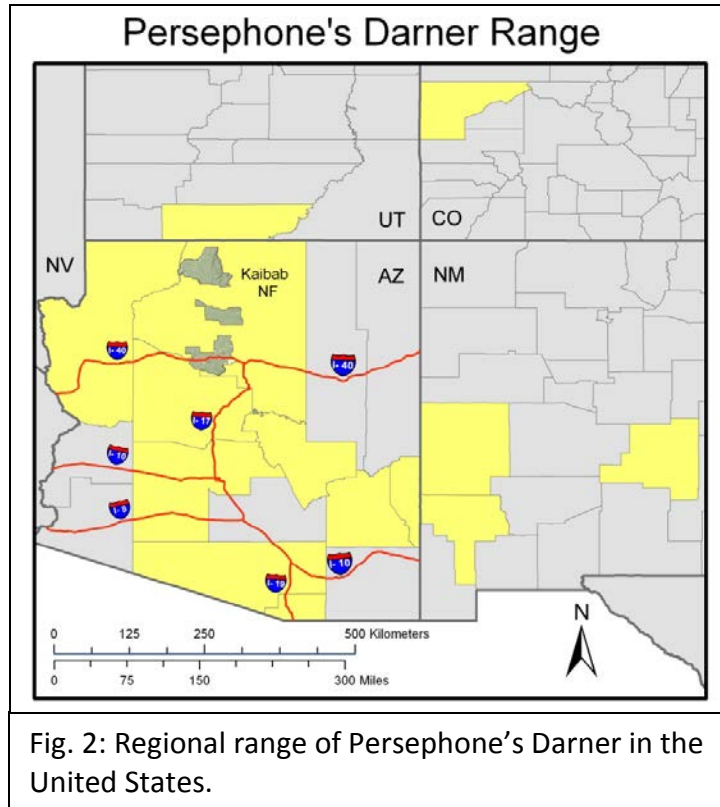 Persephone's Darner Range
UT
CO
NV
Kaibab
NF
AZ
NM
I-40
I-40
I-17
I-10
I-8
I-10
I-19
N
0 125 250 500 Kilometers
0 75 150 300 Miles
Fig. 2: Regional range of Persephone’s Darner in the
United States.